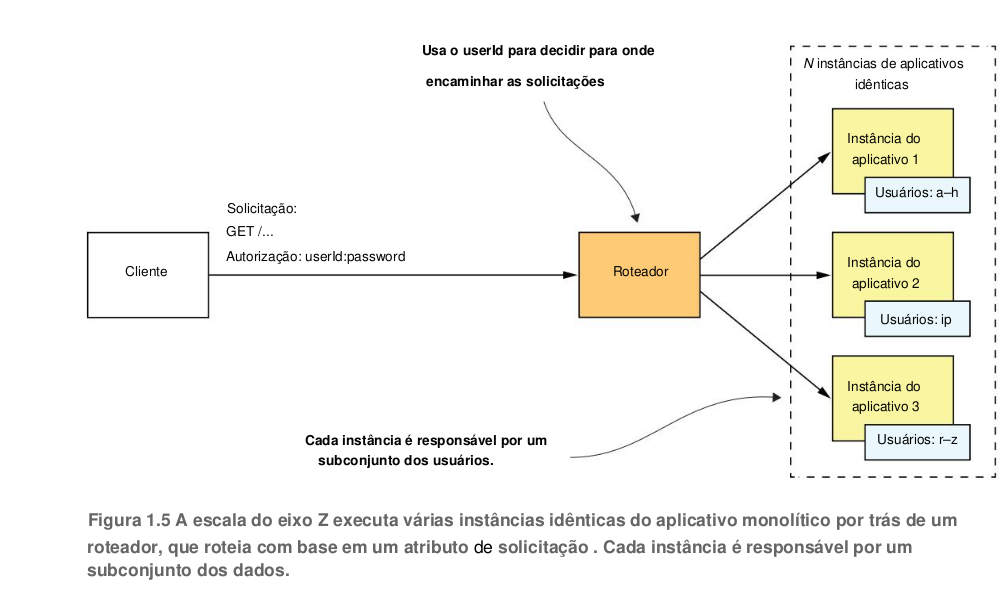 Usa o userId para decidir para onde
encaminhar as solicitações
N instâncias de aplicativos
idênticas
Instância do
aplicativo 1
Usuários: a–h
Solicitação:
GET /...
Autorização: userId:password
Cliente
Roteador
Instância do
aplicativo 2
Usuários: ip
Instância do
aplicativo 3
Usuários: r–z
Cada instância é responsável por um
subconjunto dos usuários.
Figura 1.5 A escala do eixo Z executa várias instâncias idênticas do aplicativo monolítico por trás de um
roteador, que roteia com base em um atributo de solicitação . Cada instância é responsável por um
subconjunto dos dados.